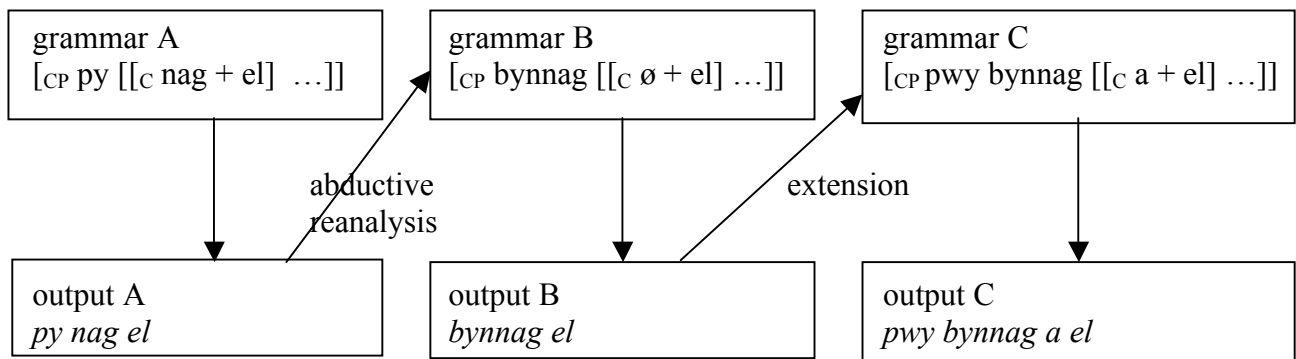 grammar A
[CP py [[C nag + el] …]]
grammar B
[CP bynnag [[C ø + el] …]]
grammar C
[CP pwy bynnag [[C a + el] …]]
abductive
reanalysis
extension
output A
py nag el
output B
bynnag el
output C
pwy bynnag a el